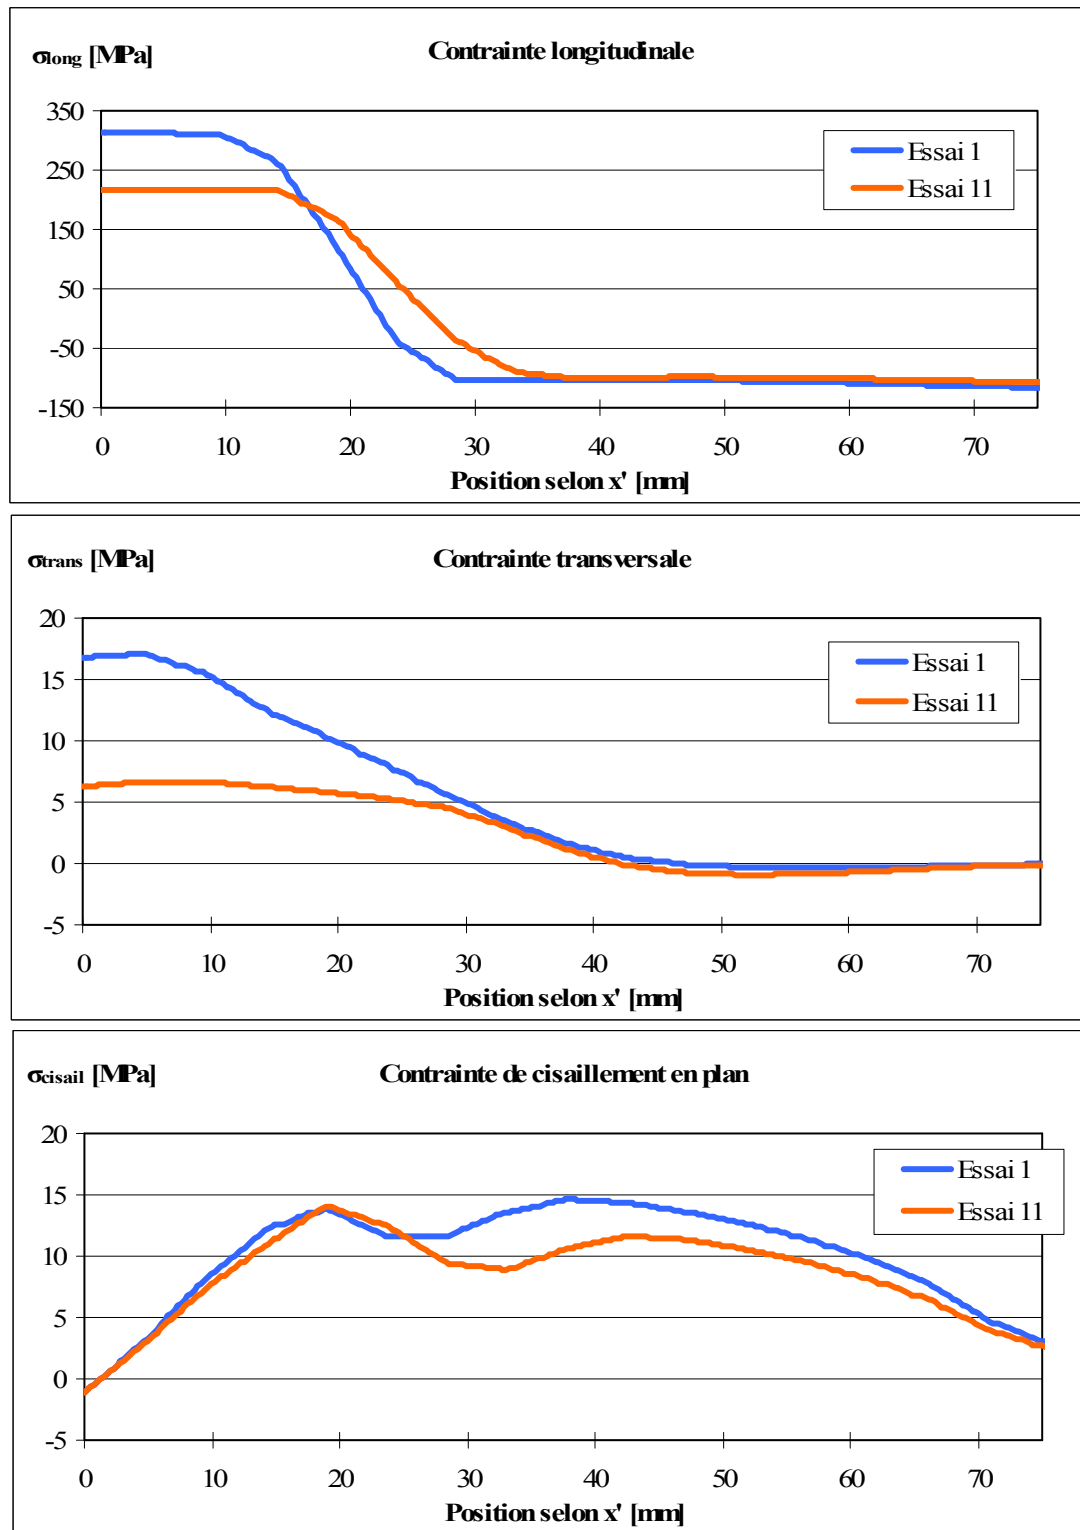 σlong [MPa]
Contrainte longitudinale
350
250
150
50
-50
-150
Essai 1
Essai 11
0 10 20 30 40 50 60 70
Position selon x' [mm]
σtrans [MPa]
Contrainte transversale
20
15
10
5
0
-5
Essai 1
Essai 11
0 10 20 30 40 50 60 70
Position selon x' [mm]
σcisail [MPa]
Contrainte de cisaillement en plan
20
15
10
5
0
-5
Essai 1
Essai 11
0 10 20 30 40 50 60 70
Position selon x' [mm]